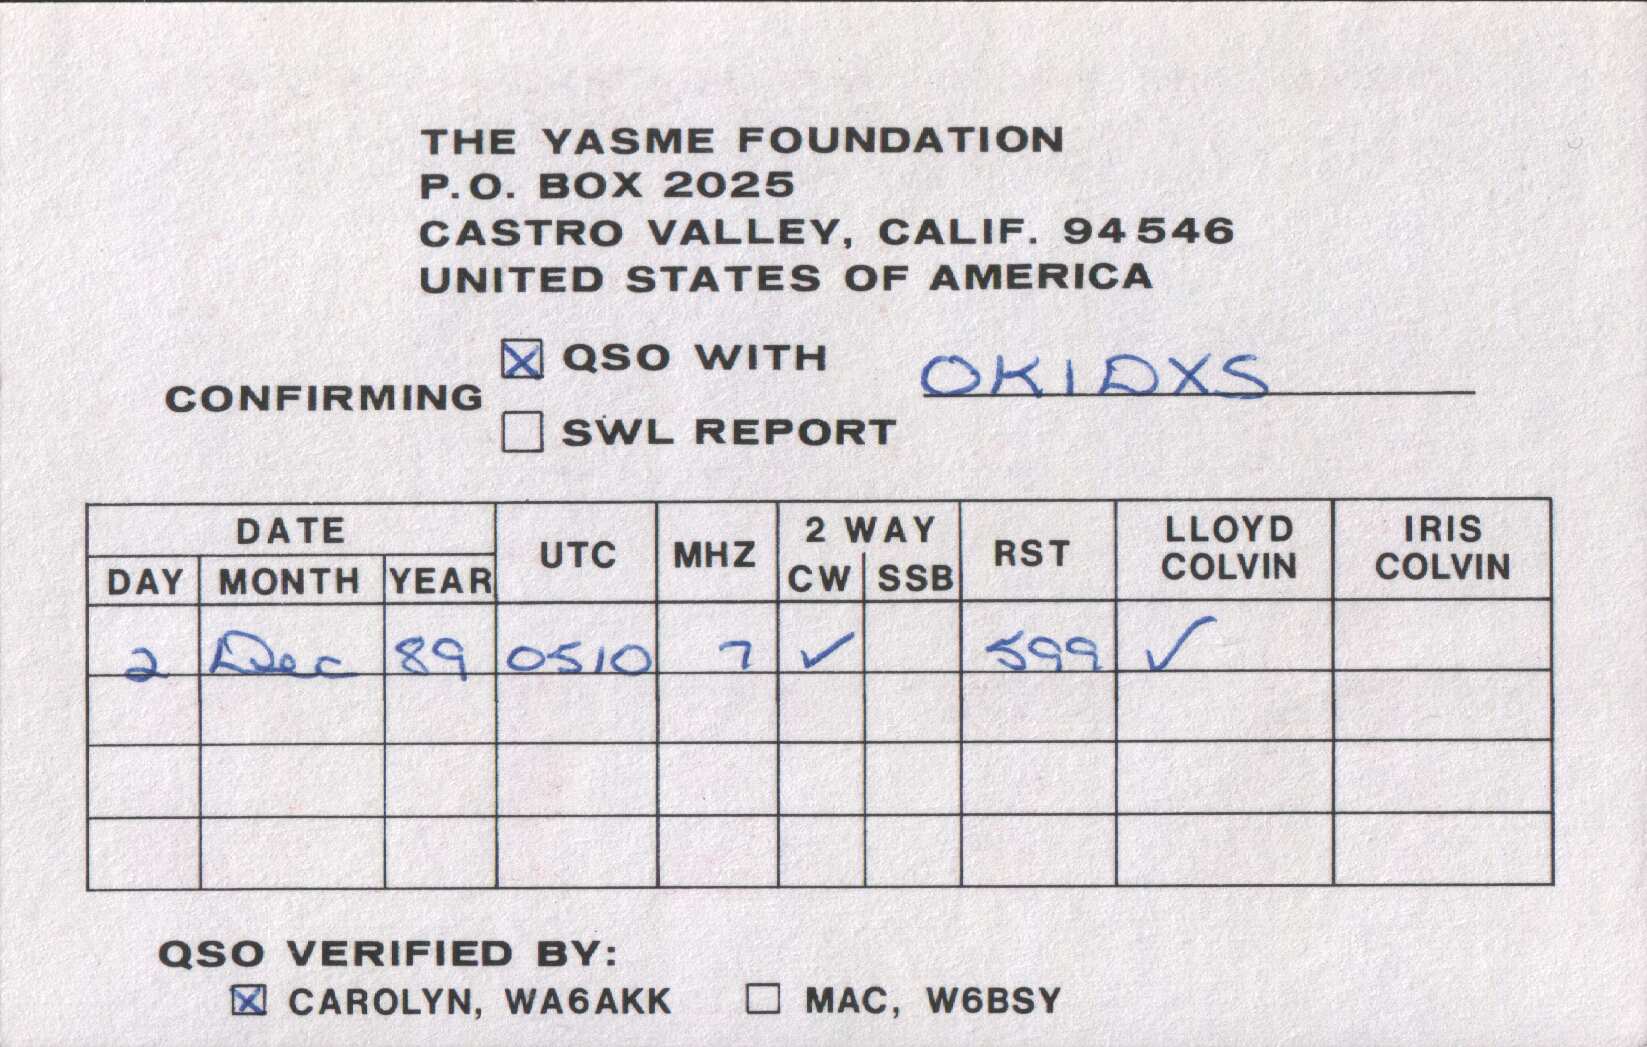 THE YASME FOUNDATION
P.O. BOX 2025
CASTRO VALLEY, CALIF. 94546
UNITED STATES OF AMERICA
CONFIRMING
☒ QSO WITH OK1DXS
☐ SWL REPORT
DATE UTC MHZ 2 WAY RST LLOYD COLVIN IRIS COLVIN
DAY MONTH YEAR CW SSB
2 Dec 89 0510 7 ✓ 599 ✓
QSO VERIFIED BY:
☒ CAROLYN, WA6AKK ☐ MAC, W6BSY